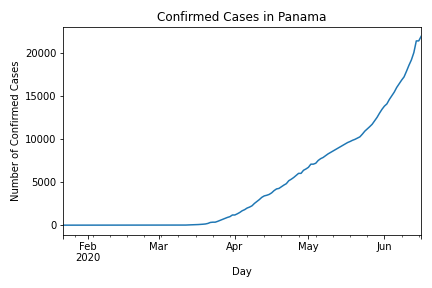 Confirmed Cases in Panama
Number of Confirmed Cases
20000
15000
10000
5000
0
Feb
2020
Mar
Apr
May
Jun
Day